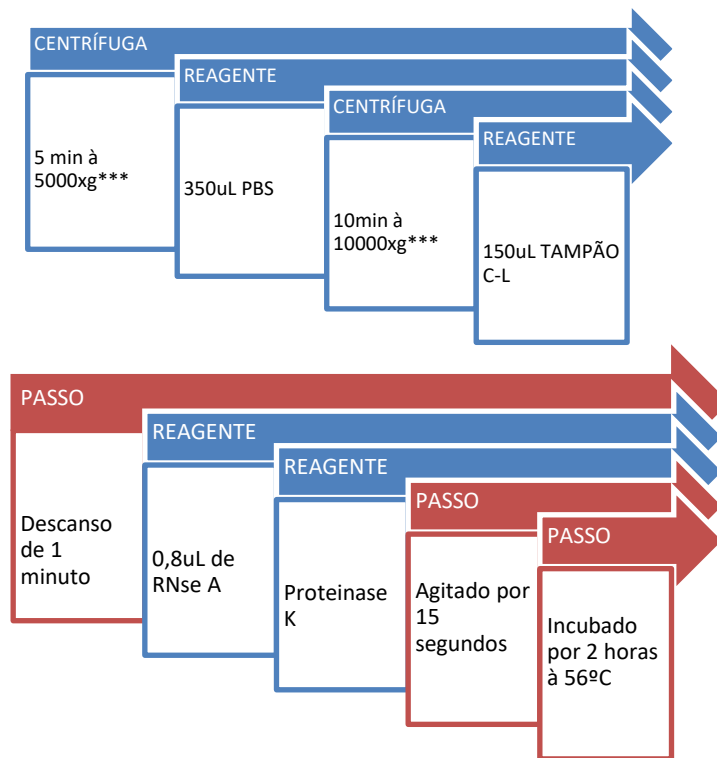 CENTRÍFUGA
5 min à
5000xg***
REAGENTE
350uL PBS
CENTRÍFUGA
10min à
10000xg***
REAGENTE
150uL TAMPÃO
C-L
PASSO
Descanso
de 1
minuto
REAGENTE
0,8uL de
RNse A
REAGENTE
Proteinase
K
PASSO
Agitado por
15
segundos
PASSO
Incubado
por 2 horas
à 56ºC